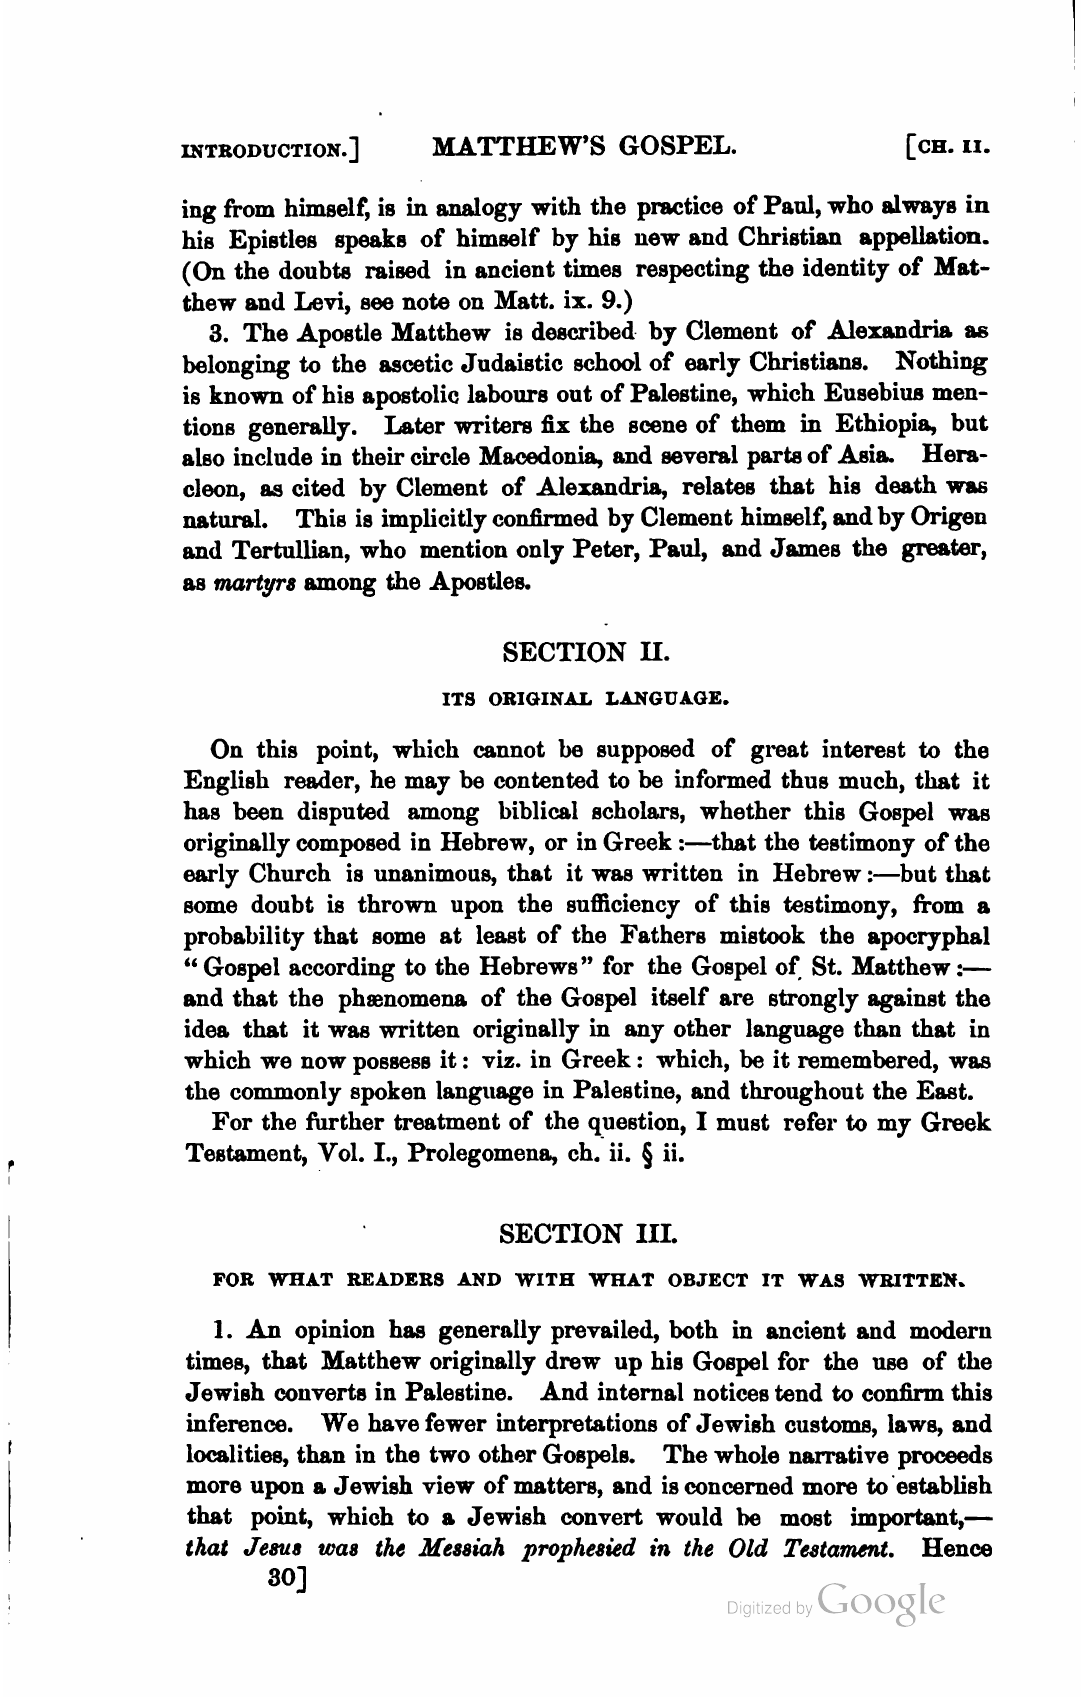 INTRODUCTION.] MATTHEW'S GOSPEL. [CH. II.
ing from himself, is in analogy with the practice of Paul, who always in
his Epistles speaks of himself by his new and Christian appellation.
(On the doubts raised in ancient times respecting the identity of Mat-
thew and Levi, see note on Matt. ix. 9.)
3. The Apostle Matthew is described by Clement of Alexandria as
belonging to the ascetic Judaistic school of early Christians. Nothing
is known of his apostolic labours out of Palestine, which Eusebius men-
tions generally. Later writers fix the scene of them in Ethiopia, but
also include in their circle Macedonia, and several parts of Asia. Hera-
cleon, as cited by Clement of Alexandria, relates that his death was
natural. This is implicitly confirmed by Clement himself, and by Origen
and Tertullian, who mention only Peter, Paul, and James the greater,
as martyrs among the Apostles.
SECTION II.
ITS ORIGINAL LANGUAGE.
On this point, which cannot be supposed of great interest to the
English reader, he may be contented to be informed thus much, that it
has been disputed among biblical scholars, whether this Gospel was
originally composed in Hebrew, or in Greek :—that the testimony of the
early Church is unanimous, that it was written in Hebrew :—but that
some doubt is thrown upon the sufficiency of this testimony, from a
probability that some at least of the Fathers mistook the apocryphal
“ Gospel according to the Hebrews” for the Gospel of St. Matthew :—
and that the phænomena of the Gospel itself are strongly against the
idea that it was written originally in any other language than that in
which we now possess it : viz. in Greek : which, be it remembered, was
the commonly spoken language in Palestine, and throughout the East.
For the further treatment of the question, I must refer to my Greek
Testament, Vol. I., Prolegomena, ch. ii. § ii.
SECTION III.
FOR WHAT READERS AND WITH WHAT OBJECT IT WAS WRITTEN.
1. An opinion has generally prevailed, both in ancient and modern
times, that Matthew originally drew up his Gospel for the use of the
Jewish converts in Palestine. And internal notices tend to confirm this
inference. We have fewer interpretations of Jewish customs, laws, and
localities, than in the two other Gospels. The whole narrative proceeds
more upon a Jewish view of matters, and is concerned more to establish
that point, which to a Jewish convert would be most important,—
that Jesus was the Messiah prophesied in the Old Testament. Hence
30]
Digitized by Google